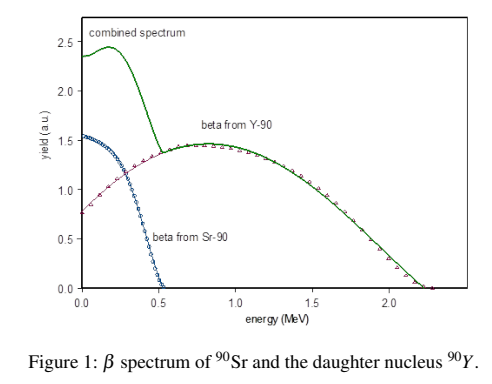 combined spectrum
2.5
2.0
beta from Y-90
1.5
yield (a.u.)
1.0
beta from Sr-90
0.5
0.0
0.0 0.5 1.0 1.5 2.0
energy (MeV)
Figure 1: β spectrum of ⁹⁰Sr and the daughter nucleus ⁹⁰Y.